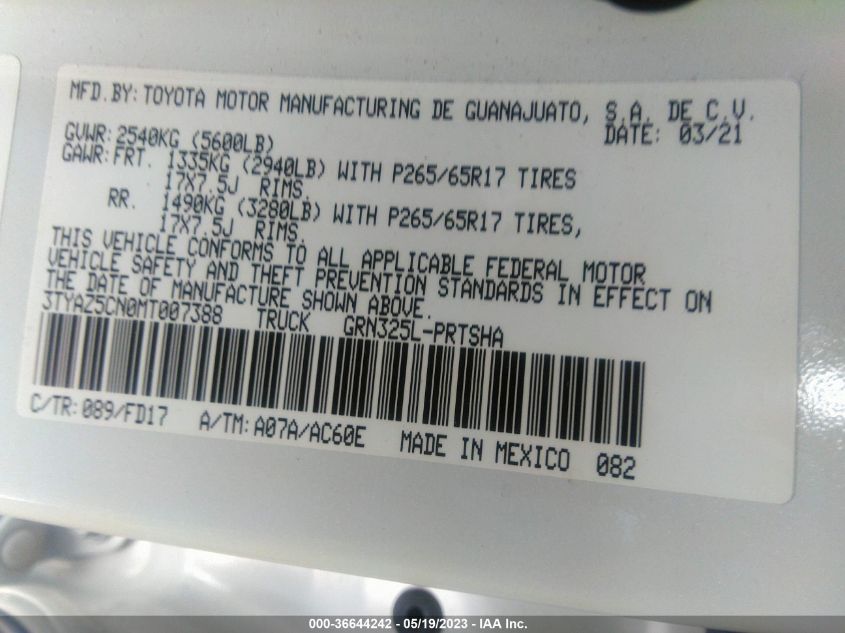 MFD.BY: TOYOTA MOTOR MANUFACTURING DE GUANAJUATO, S.A. DE C.V.
DATE: 03/21
GVWR: 2540KG (5600LB)
GAWR: FRT. 1335KG (2940LB) WITH P265/65R17 TIRES
17X7.5J RIMS,
RR. 1490KG (3280LB) WITH P265/65R17 TIRES,
17X7.5J RIMS.
THIS VEHICLE CONFORMS TO ALL APPLICABLE FEDERAL MOTOR
VEHICLE SAFETY AND THEFT PREVENTION STANDARDS IN EFFECT ON
THE DATE OF MANUFACTURE SHOWN ABOVE.
3TYAZ5CN0MT007388 TRUCK GRN325L-PRTSHA
C/TR: 089/FD17 A/TM: A07A/AC60E MADE IN MEXICO 082
000-36644242 - 05/19/2023 - IAA Inc.